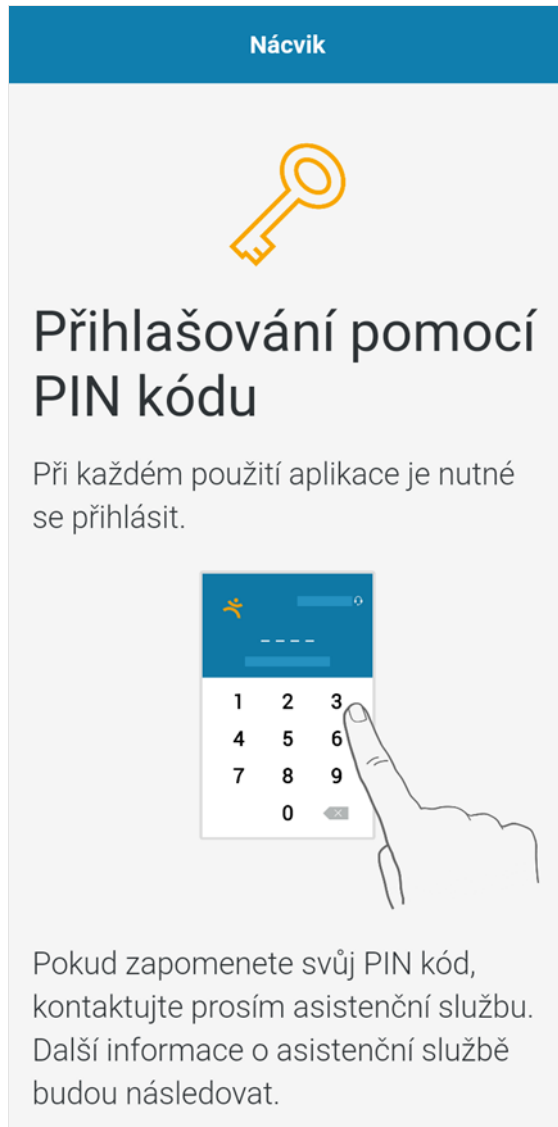 Nácvik
Přihlašování pomocí
PIN kódu
Při každém použití aplikace je nutné
se přihlásit.
1 2 3
4 5 6
7 8 9
0
Pokud zapomenete svůj PIN kód,
kontaktujte prosím asistenční službu.
Další informace o asistenční službě
budou následovat.